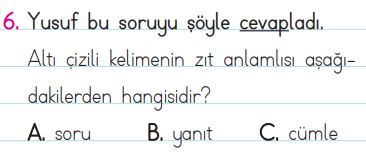 6. Yusuf bu soruyu şöyle cevapladı.
Altı çizili kelimenin zıt anlamlısı aşağı-
dakilerden hangisidir?
A. soru B. yanıt C. cümle